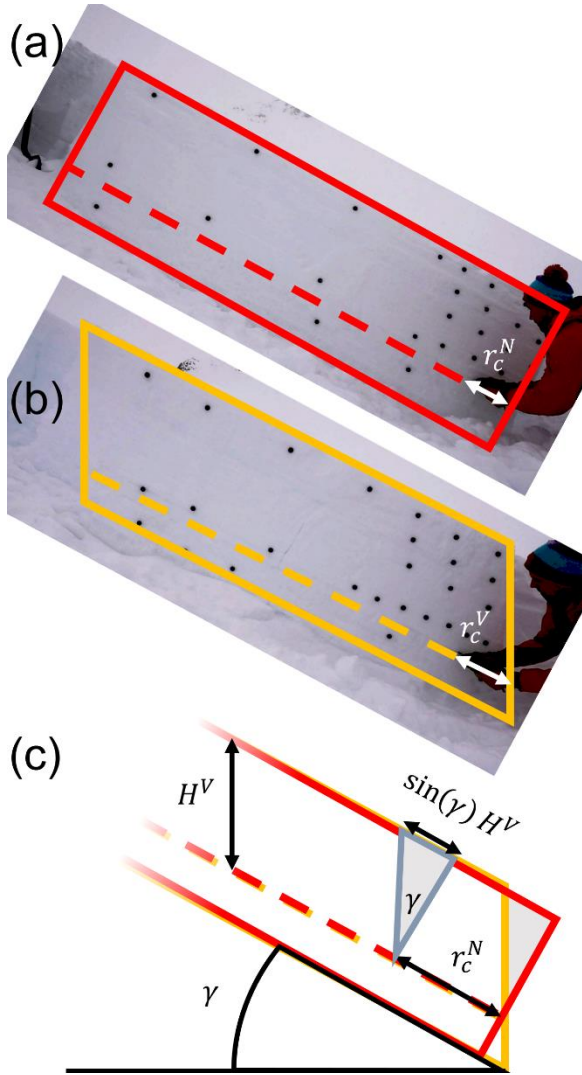 (a)
r_c^N
(b)
r_c^V
(c)
H^V
sin(γ) H^V
γ
r_c^N
γ